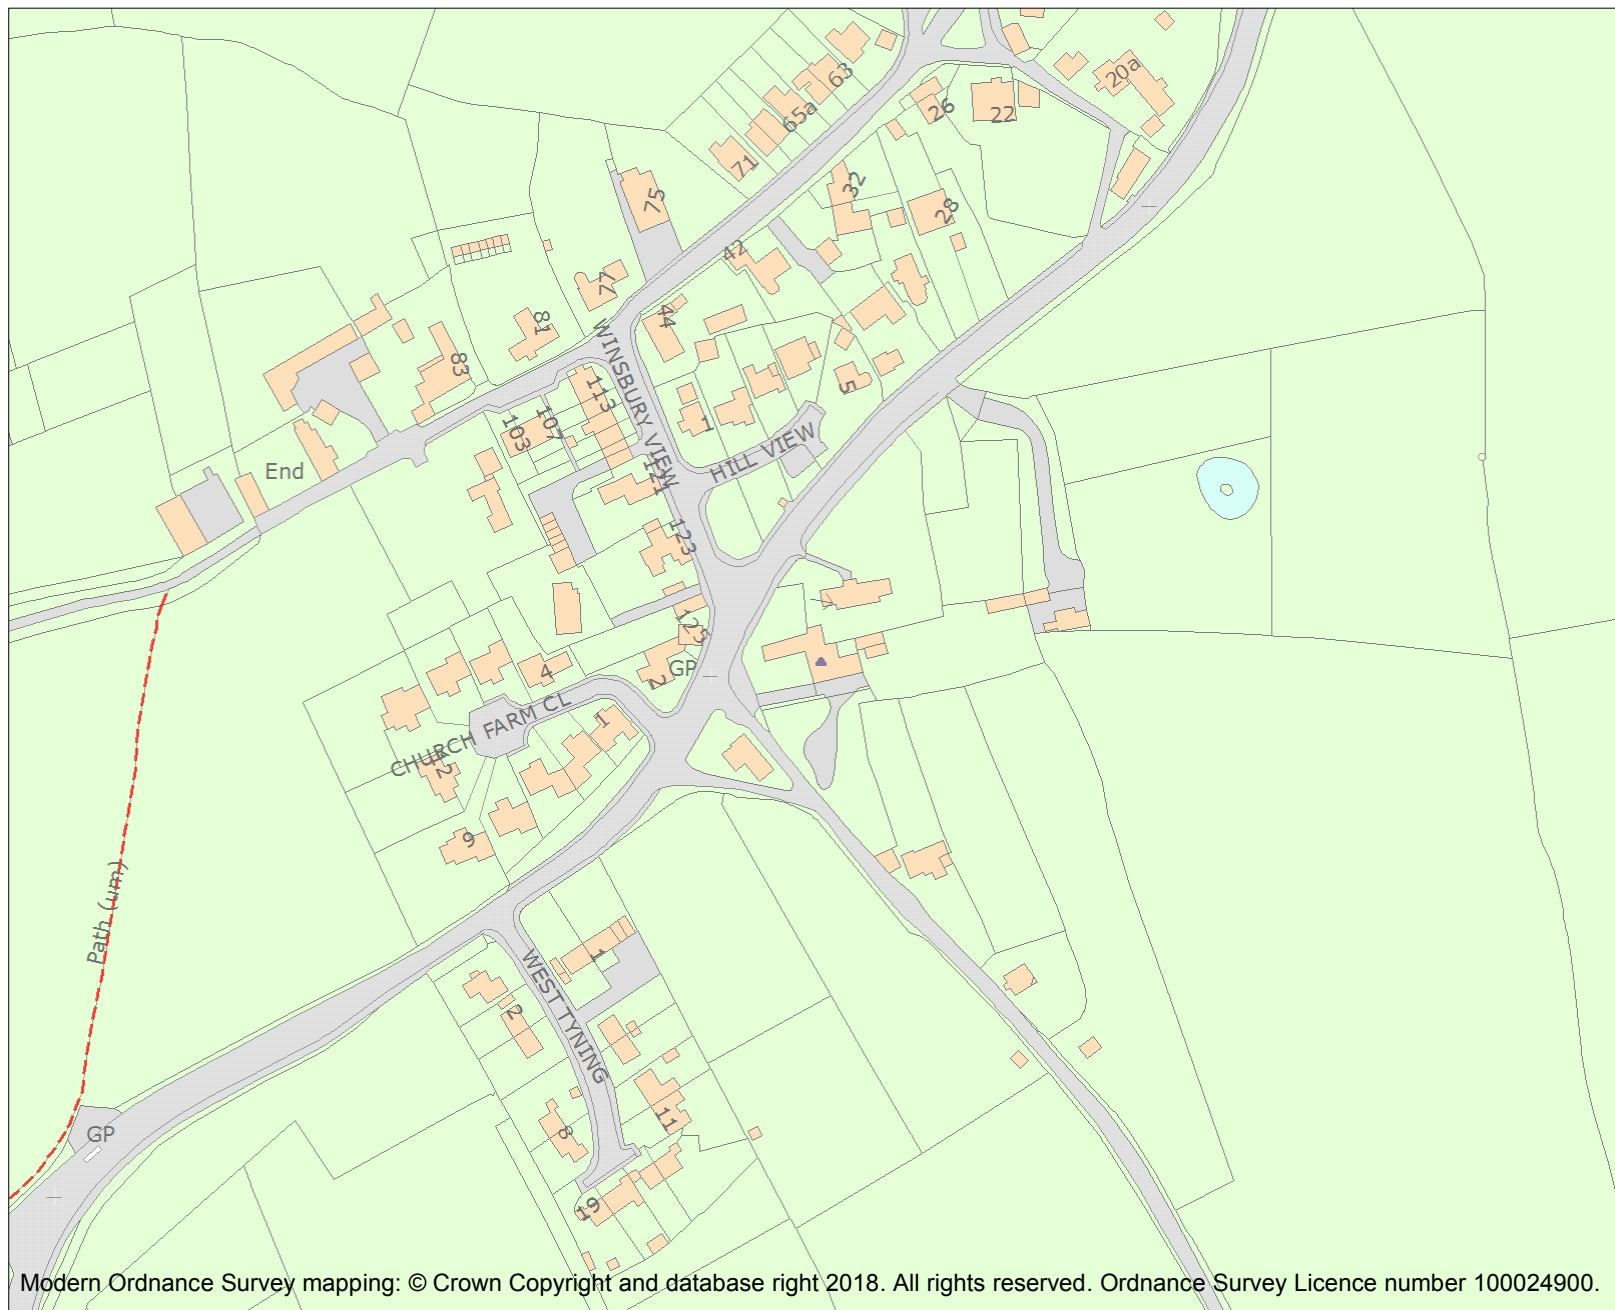 63
20a
65a
26
22
71
32
75
28
42
77
44
81
WINSBURY VIEW
83
113
5
103
107
1
HILL VIEW
121
End
123
125
GP
4
2
CHURCH FARM CL
1
12
9
Path (um)
1
WEST TYNING
2
11
8
GP
19
Modern Ordnance Survey mapping: © Crown Copyright and database right 2018. All rights reserved. Ordnance Survey Licence number 100024900.